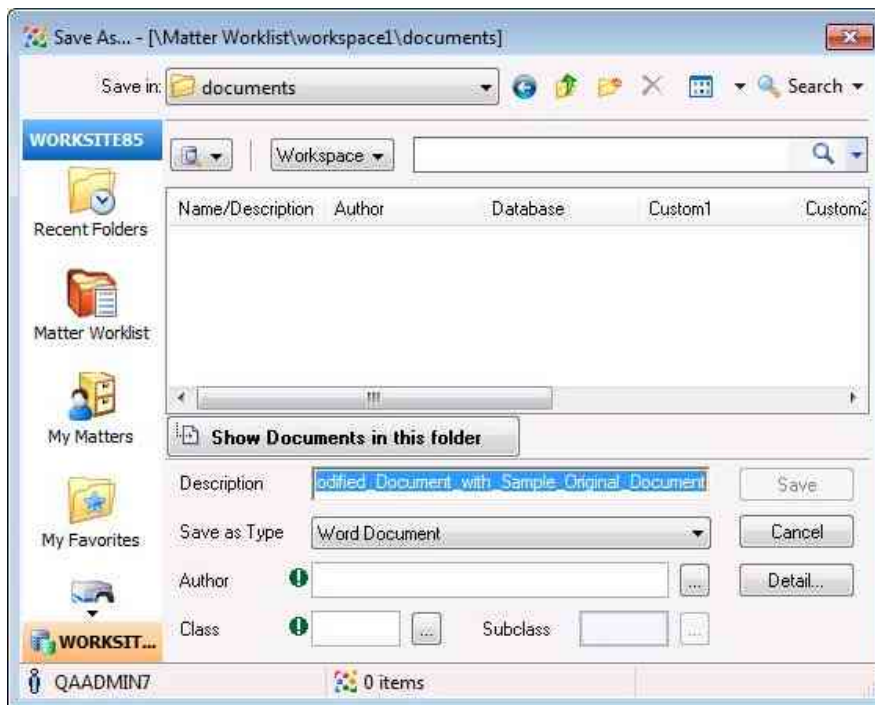 Save As... - [\Matter Worklist\workspace1\documents]
Save in: documents Search
WORKSITE85
Workspace
Name/Description Author Database Custom1 Custom2
Recent Folders
Matter Worklist
My Matters
Show Documents in this folder
Description odified_Document_with_Sample_Original_Document Save
My Favorites
Save as Type Word Document Cancel
Author ... Detail...
Class ... Subclass ...
WORKSIT...
QAADMIN7 0 items